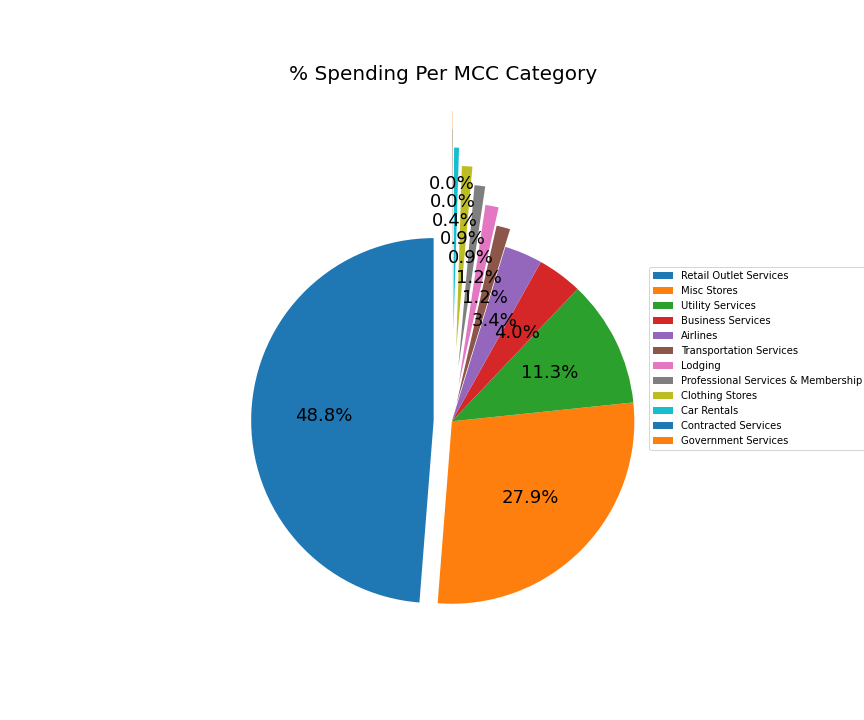 % Spending Per MCC Category
0.0%
0.0%
0.4%
0.9%
0.9%
1.2%
1.2%
3.4%
4.0%
11.3%
48.8%
27.9%
Retail Outlet Services
Misc Stores
Utility Services
Business Services
Airlines
Transportation Services
Lodging
Professional Services & Membership
Clothing Stores
Car Rentals
Contracted Services
Government Services